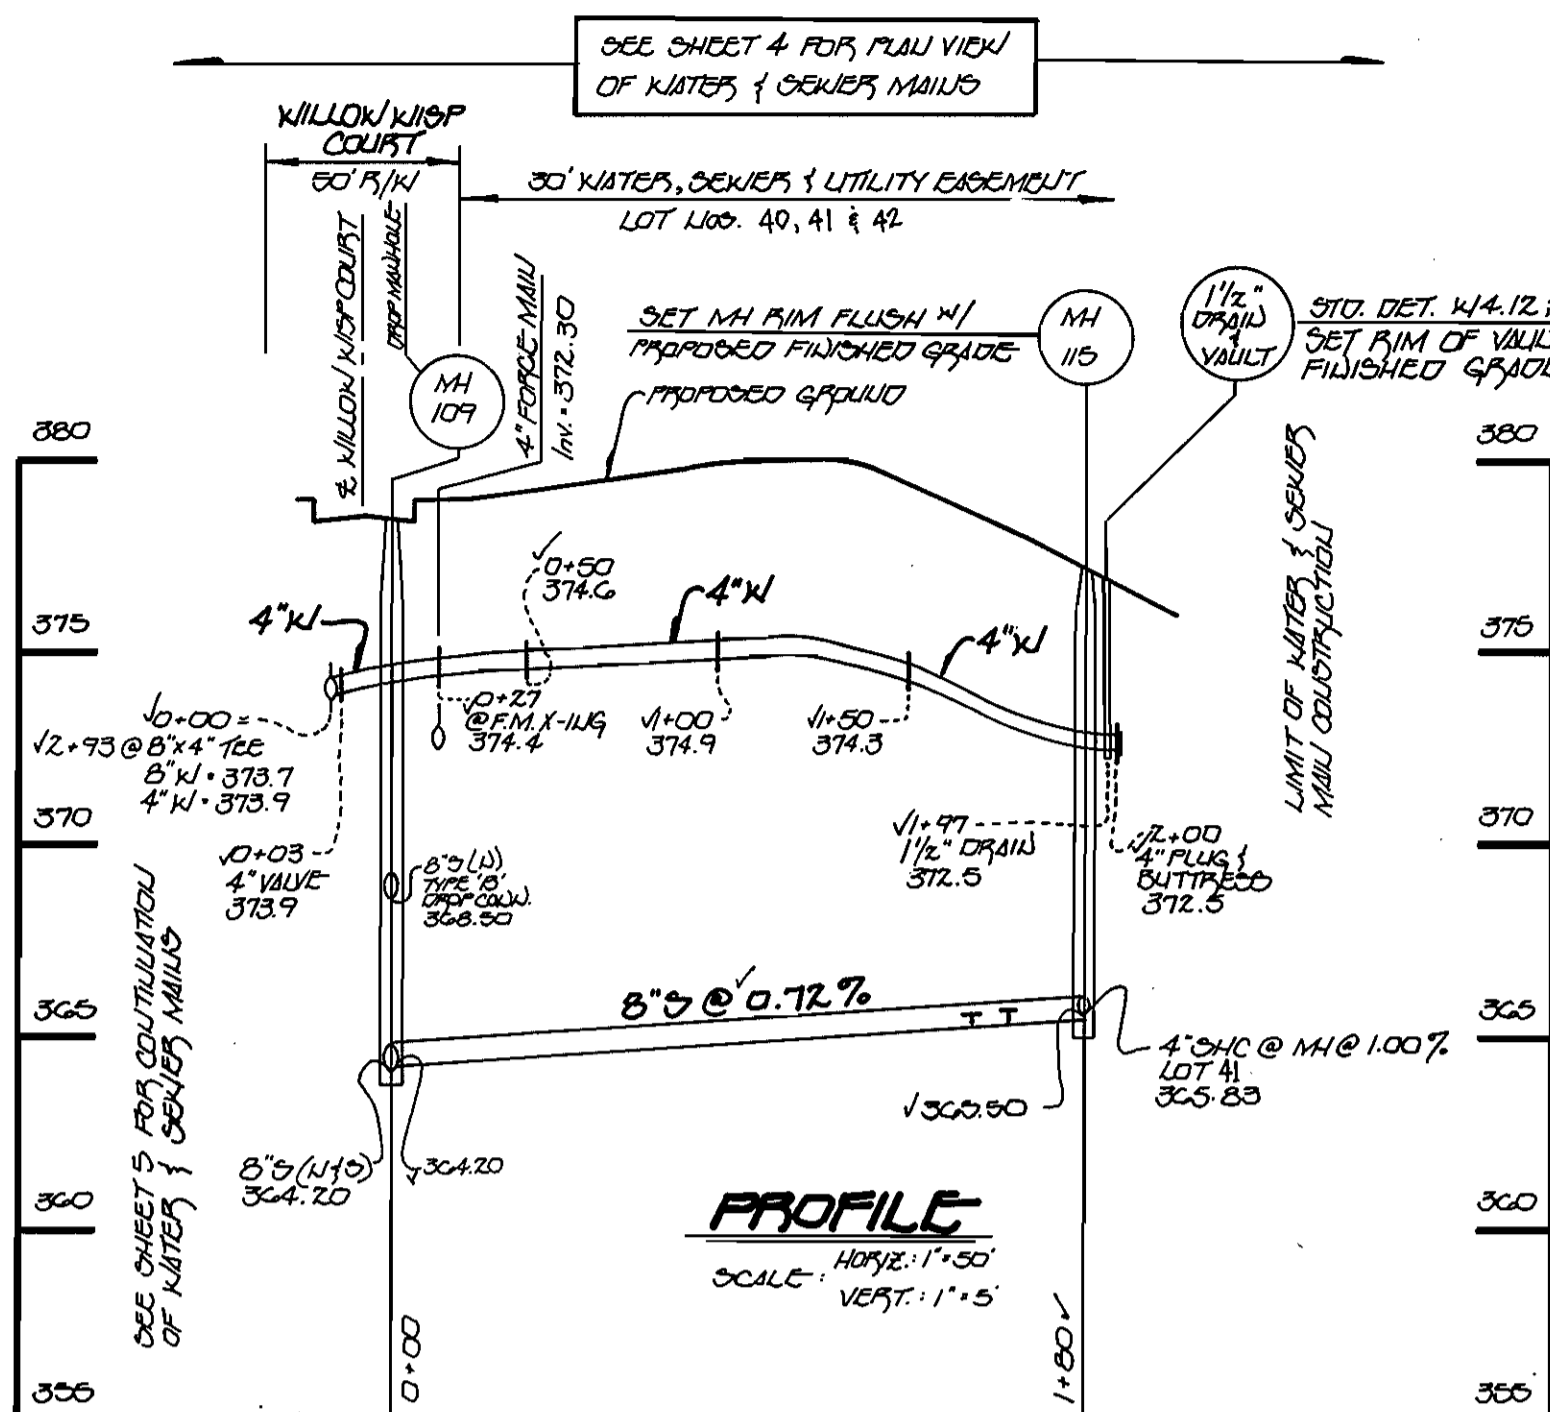 SEE SHEET 4 FOR PLAN VIEW
OF WATER & SEWER MAINS
WILLOW WISP
COURT
50' R/W
30' WATER, SEWER & UTILITY EASEMENT
LOT NOS. 40, 41 & 42
℄ WILLOW WISP COURT
DROP MANHOLE
MH
109
4" FORCE MAIN
Inv. = 372.30
SET MH RIM FLUSH W/
PROPOSED FINISHED GRADE
PROPOSED GROUND
MH
115
1 1/2"
DRAIN
&
VAULT
STD. DET. W4.12;
SET RIM OF VAUL
FINISHED GRADE
380
380
375
375
370
370
365
365
360
360
355
355
4" W
4" W
4" W
√0+50
374.6
√0+00 =
√2+93 @ 8"x4" TEE
8" W = 373.7
4" W = 373.9
√0+03
4" VALVE
373.9
√0+27
@ F.M. X-ING
374.4
√1+00
374.9
√1+50
374.3
√1+97
1 1/2" DRAIN
372.5
√2+00
4" PLUG &
BUTTRESS
372.5
LIMIT OF WATER & SEWER
MAIN CONSTRUCTION
8"S (N)
TYPE 'B'
DROP CONN.
368.50
SEE SHEET 5 FOR CONTINUATION
OF WATER & SEWER MAINS
8"S @ √0.72%
T T
4" SHC @ MH @ 1.00%
LOT 41
365.83
√365.50
8"S (N&S)
364.20
√364.20
PROFILE
SCALE: HORIZ.: 1"=50'
VERT.: 1"=5'
0+00
1+80 √